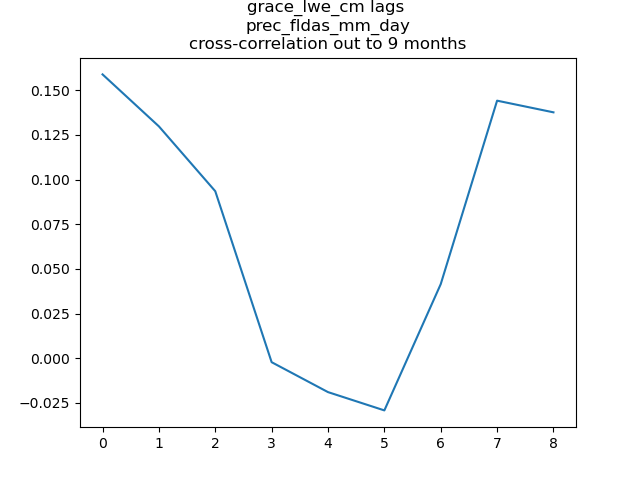 grace_lwe_cm lags
prec_fldas_mm_day
cross-correlation out to 9 months
0.150
0.125
0.100
0.075
0.050
0.025
0.000
−0.025
0 1 2 3 4 5 6 7 8